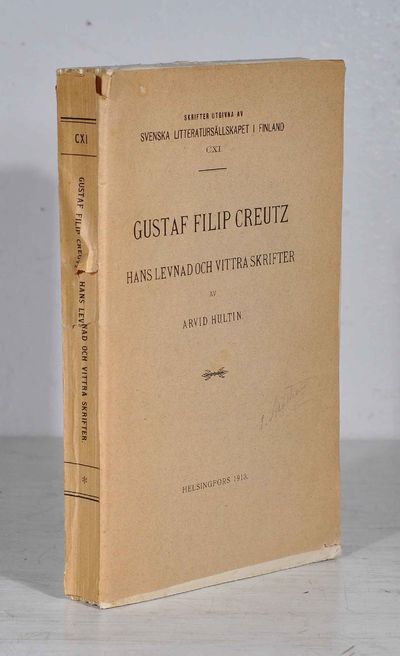 CXI
GUSTAF FILIP CREUTZ HANS LEVNAD OCH VITTRA SKRIFTER.
SKRIFTER UTGIVNA AV
SVENSKA LITTERATURSÄLLSKAPET I FINLAND
CXI
GUSTAF FILIP CREUTZ
HANS LEVNAD OCH VITTRA SKRIFTER
AV
ARVID HULTIN
HELSINGFORS 1913.